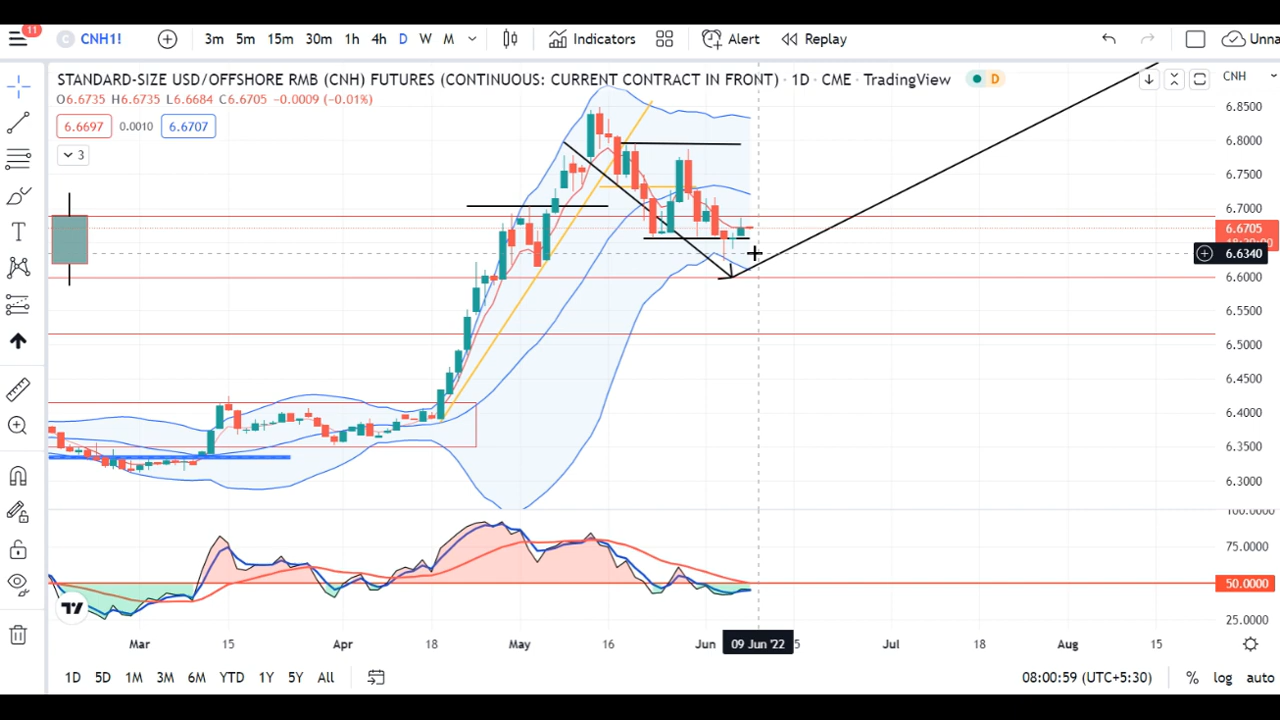 11
C CNH1! 3m 5m 15m 30m 1h 4h D W M Indicators Alert Replay Unna
STANDARD-SIZE USD/OFFSHORE RMB (CNH) FUTURES (CONTINUOUS: CURRENT CONTRACT IN FRONT) · 1D · CME · TradingView D CNH
O6.6735 H6.6735 L6.6684 C6.6705 −0.0009 (−0.01%)
6.6697 0.0010 6.6707
3
T
6.8500
6.8000
6.7500
6.7000
6.6705
6.6340
6.6000
6.5500
6.5000
6.4500
6.4000
6.3500
6.3000
100.0000
75.0000
50.0000
25.0000
Mar 15 Apr 18 May 16 Jun 09 Jun '22 5 Jul 18 Aug 15
1D 5D 1M 3M 6M YTD 1Y 5Y All 08:00:59 (UTC+5:30) % log auto